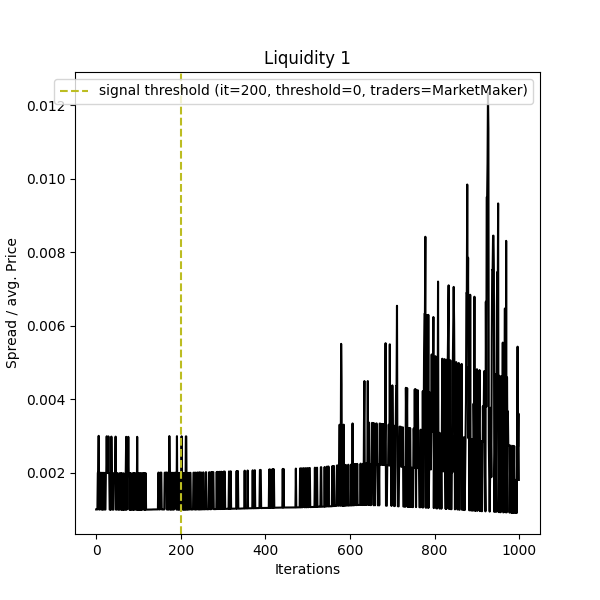 Liquidity 1
signal threshold (it=200, threshold=0, traders=MarketMaker)
Spread / avg. Price
0.012
0.010
0.008
0.006
0.004
0.002
0 200 400 600 800 1000
Iterations